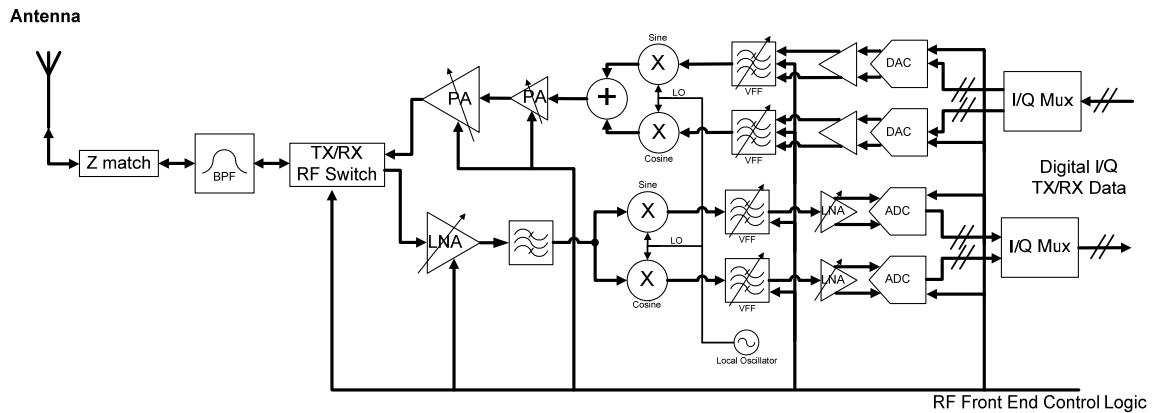 Antenna
Z match
BPF
TX/RX
RF Switch
PA
PA
+
Sine
X
LO
X
Cosine
VFF
VFF
DAC
DAC
I/Q Mux
Digital I/Q
TX/RX Data
LNA
Sine
X
LO
X
Cosine
VFF
VFF
LNA
LNA
ADC
ADC
I/Q Mux
Local Oscillator
RF Front End Control Logic